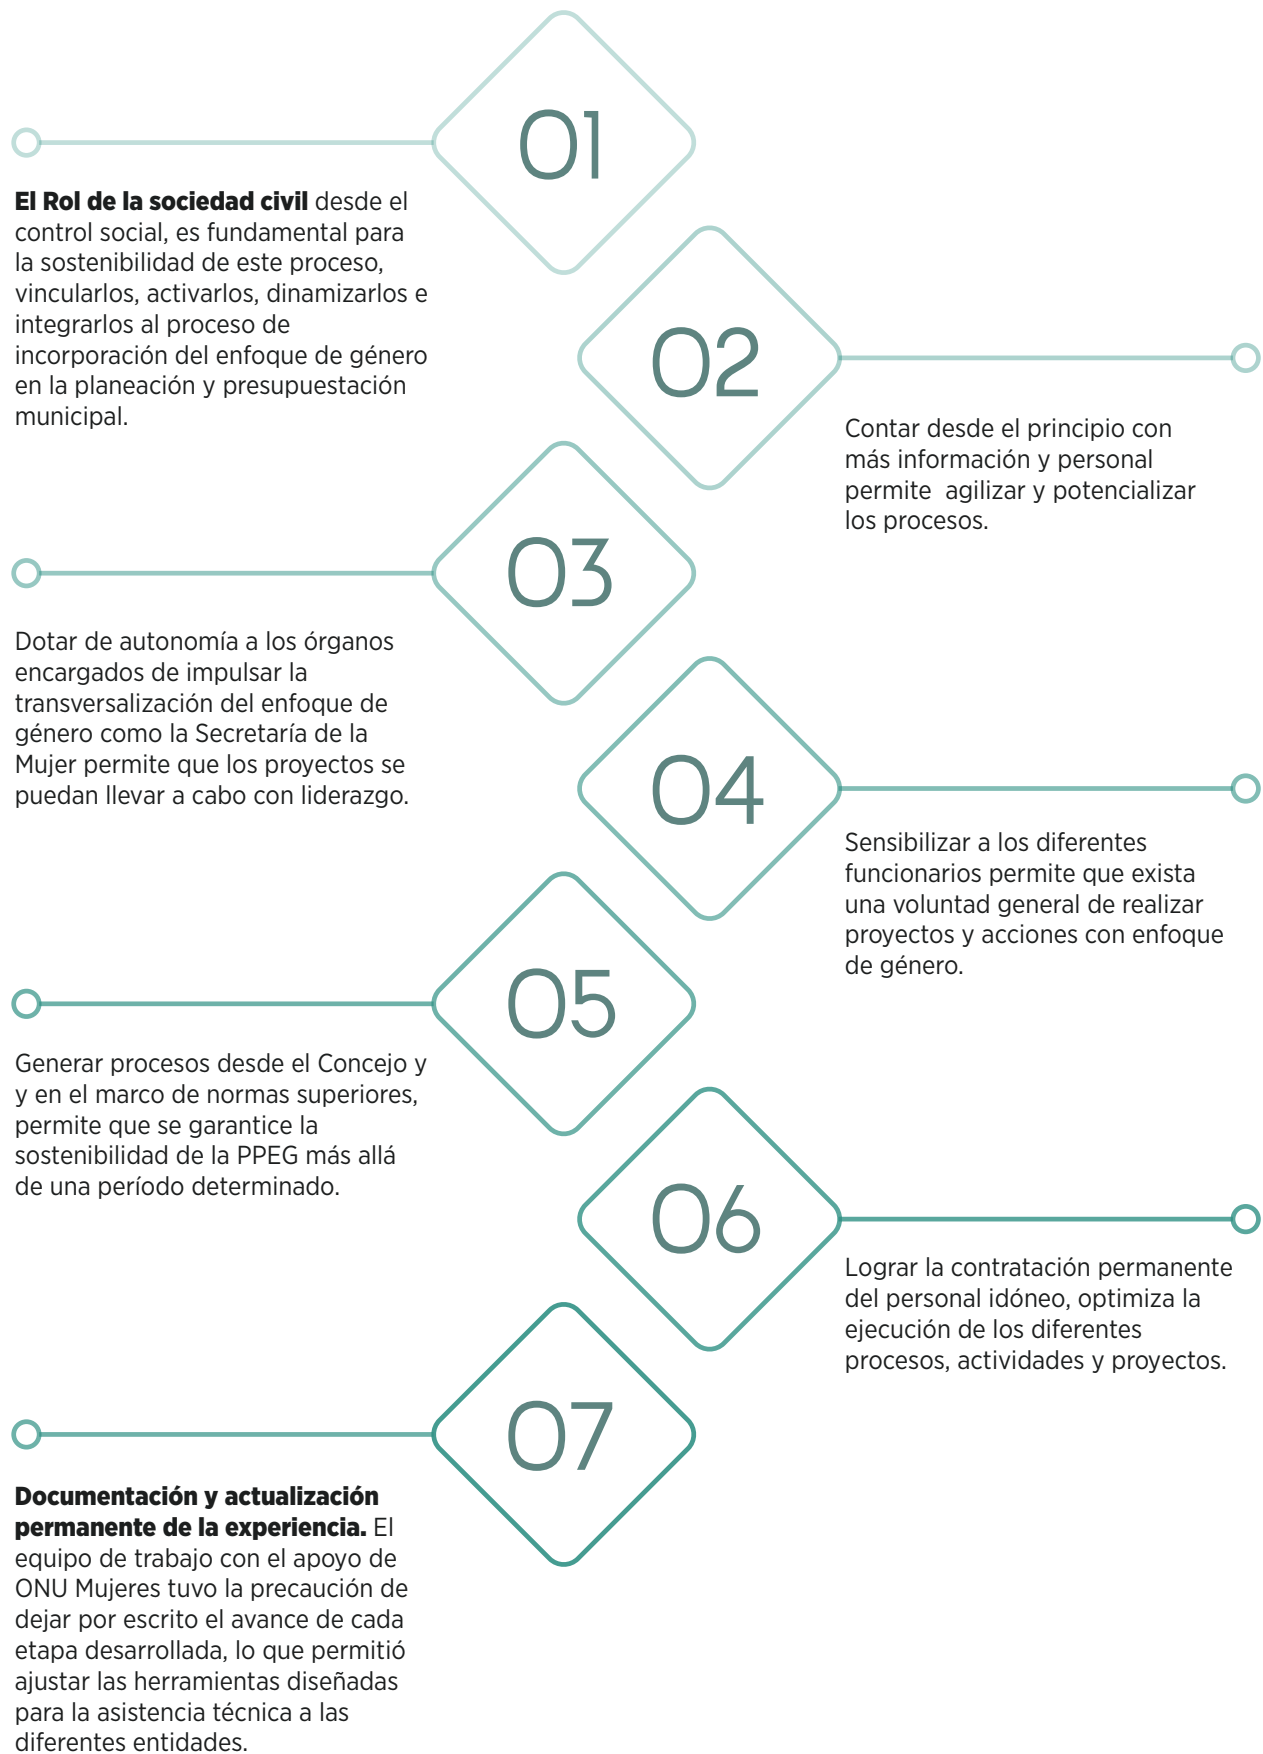 01
El Rol de la sociedad civil desde el
control social, es fundamental para
la sostenibilidad de este proceso,
vincularlos, activarlos, dinamizarlos e
integrarlos al proceso de
incorporación del enfoque de género
en la planeación y presupuestación
municipal.
02
Contar desde el principio con
más información y personal
permite  agilizar y potencializar
los procesos.
03
Dotar de autonomía a los órganos
encargados de impulsar la
transversalización del enfoque de
género como la Secretaría de la
Mujer permite que los proyectos se
puedan llevar a cabo con liderazgo.
04
Sensibilizar a los diferentes
funcionarios permite que exista
una voluntad general de realizar
proyectos y acciones con enfoque
de género.
05
Generar procesos desde el Concejo y
y en el marco de normas superiores,
permite que se garantice la
sostenibilidad de la PPEG más allá
de una período determinado.
06
Lograr la contratación permanente
del personal idóneo, optimiza la
ejecución de los diferentes
procesos, actividades y proyectos.
07
Documentación y actualización
permanente de la experiencia. El
equipo de trabajo con el apoyo de
ONU Mujeres tuvo la precaución de
dejar por escrito el avance de cada
etapa desarrollada, lo que permitió
ajustar las herramientas diseñadas
para la asistencia técnica a las
diferentes entidades.